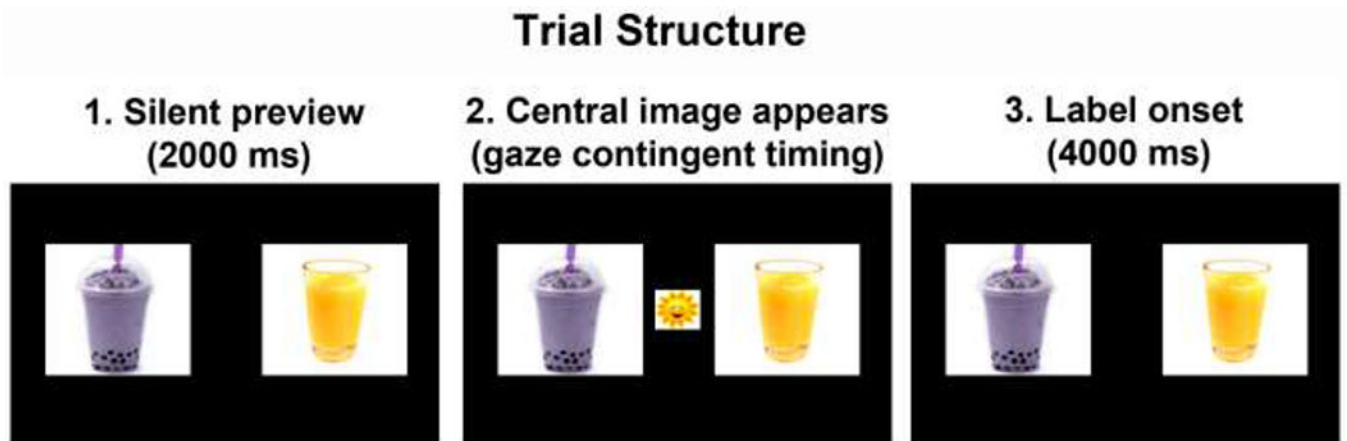 Trial Structure
1. Silent preview
(2000 ms)
2. Central image appears
(gaze contingent timing)
3. Label onset
(4000 ms)